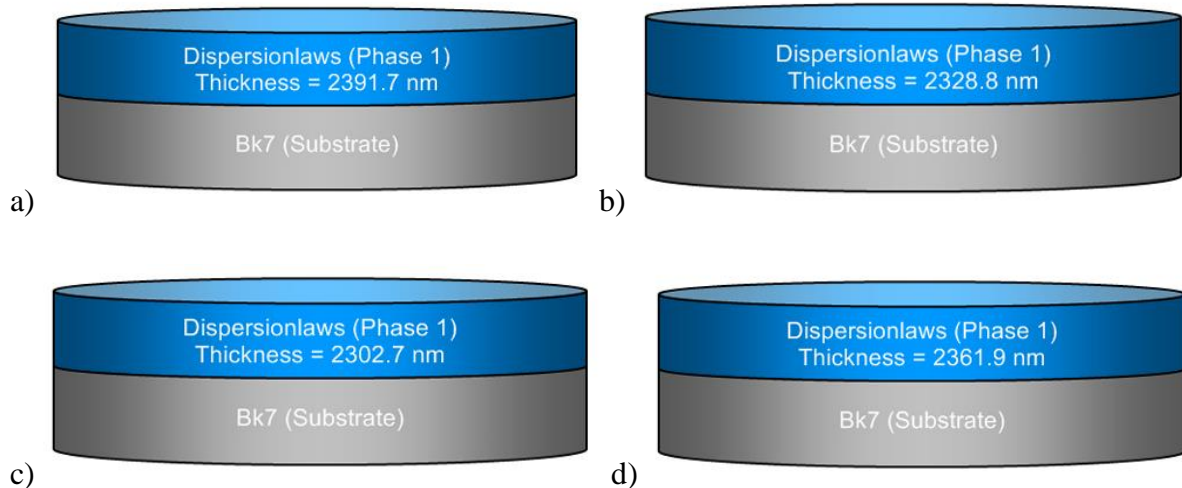 Dispersionlaws (Phase 1)
Thickness = 2391.7 nm
Bk7 (Substrate)
a)
Dispersionlaws (Phase 1)
Thickness = 2328.8 nm
Bk7 (Substrate)
b)
Dispersionlaws (Phase 1)
Thickness = 2302.7 nm
Bk7 (Substrate)
c)
Dispersionlaws (Phase 1)
Thickness = 2361.9 nm
Bk7 (Substrate)
d)